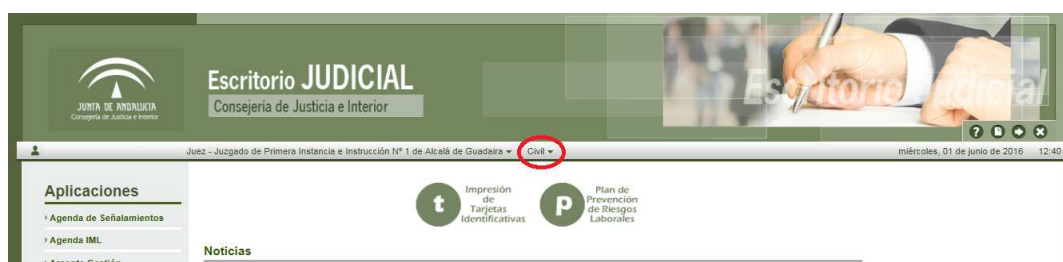 JUNTA DE ANDALUCIA
Consejería de Justicia e Interior
Escritorio JUDICIAL
Consejería de Justicia e Interior
Escritorio Judicial
Juez - Juzgado de Primera Instancia e Instrucción Nº 1 de Alcalá de Guadaira
Civil
miércoles, 01 de junio de 2016 12:40
Aplicaciones
› Agenda de Señalamientos
› Agenda IML
t
Impresión
de
Tarjetas
Identificativas
p
Plan de
Prevención
de Riesgos
Laborales
Noticias